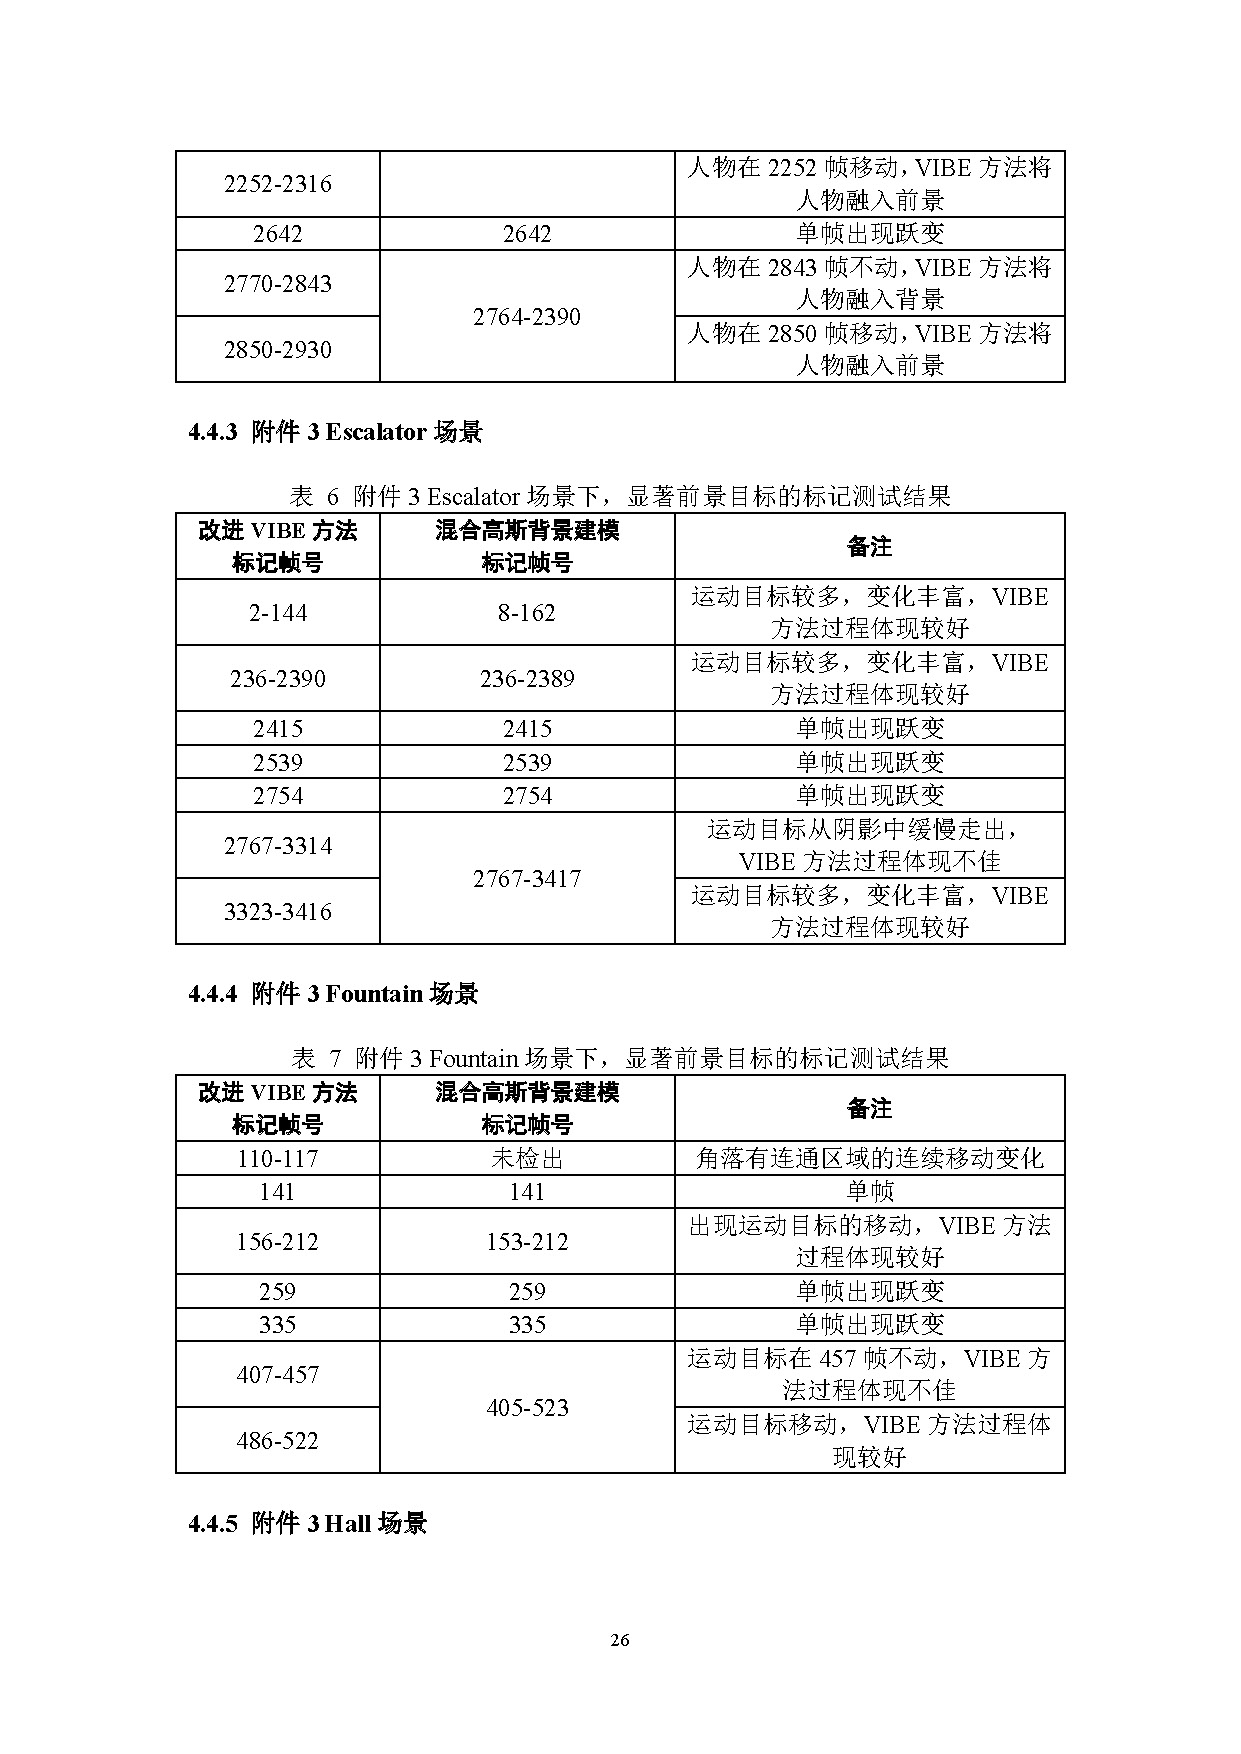 2252-2316
人物在 2252 帧移动，VIBE 方法将
人物融入前景
2642 2642 单帧出现跃变
2770-2843
2764-2390
人物在 2843 帧不动，VIBE 方法将
人物融入背景
2850-2930
人物在 2850 帧移动，VIBE 方法将
人物融入前景
4.4.3 附件 3 Escalator 场景
表 6 附件 3 Escalator 场景下，显著前景目标的标记测试结果
改进 VIBE 方法
标记帧号
混合高斯背景建模
标记帧号
备注
2-144 8-162
运动目标较多，变化丰富，VIBE
方法过程体现较好
236-2390 236-2389
运动目标较多，变化丰富，VIBE
方法过程体现较好
2415 2415 单帧出现跃变
2539 2539 单帧出现跃变
2754 2754 单帧出现跃变
2767-3314
2767-3417
运动目标从阴影中缓慢走出，
VIBE 方法过程体现不佳
3323-3416
运动目标较多，变化丰富，VIBE
方法过程体现较好
4.4.4 附件 3 Fountain 场景
表 7 附件 3 Fountain 场景下，显著前景目标的标记测试结果
改进 VIBE 方法
标记帧号
混合高斯背景建模
标记帧号
备注
110-117 未检出 角落有连通区域的连续移动变化
141 141 单帧
156-212 153-212
出现运动目标的移动，VIBE 方法
过程体现较好
259 259 单帧出现跃变
335 335 单帧出现跃变
407-457
405-523
运动目标在 457 帧不动，VIBE 方
法过程体现不佳
486-522
运动目标移动，VIBE 方法过程体
现较好
4.4.5 附件 3 Hall 场景
26